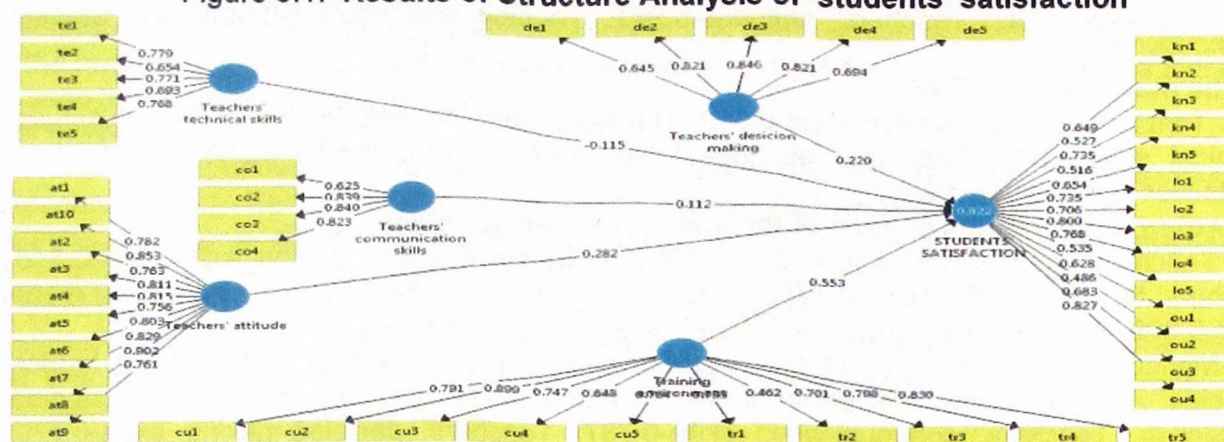 Results of Structure Analysis of students' satisfaction
te1
te2
te3
te4
te5
0.779
0.654
0.771
0.693
0.768
Teachers'
technical skills
de1
de2
de3
de4
de5
0.645
0.821
0.846
0.821
0.694
Teachers' desicion
making
co1
co2
co3
co4
0.625
0.839
0.840
0.823
Teachers'
communication
skills
at1
at10
at2
at3
at4
at5
at6
at7
at8
at9
0.782
0.853
0.763
0.811
0.815
0.756
0.803
0.829
0.902
0.761
Teachers' attitude
-0.115
0.220
0.112
0.282
0.553
0.822
STUDENTS
SATISFACTION
kn1
kn2
kn3
kn4
kn5
lo1
lo2
lo3
lo4
lo5
ou1
ou2
ou3
ou4
0.649
0.527
0.735
0.516
0.654
0.735
0.706
0.800
0.768
0.535
0.628
0.486
0.683
0.827
Training
0.791
0.899
0.747
0.848
0.462
0.701
0.798
0.830
cu1
cu2
cu3
cu4
cu5
tr1
tr2
tr3
tr4
tr5